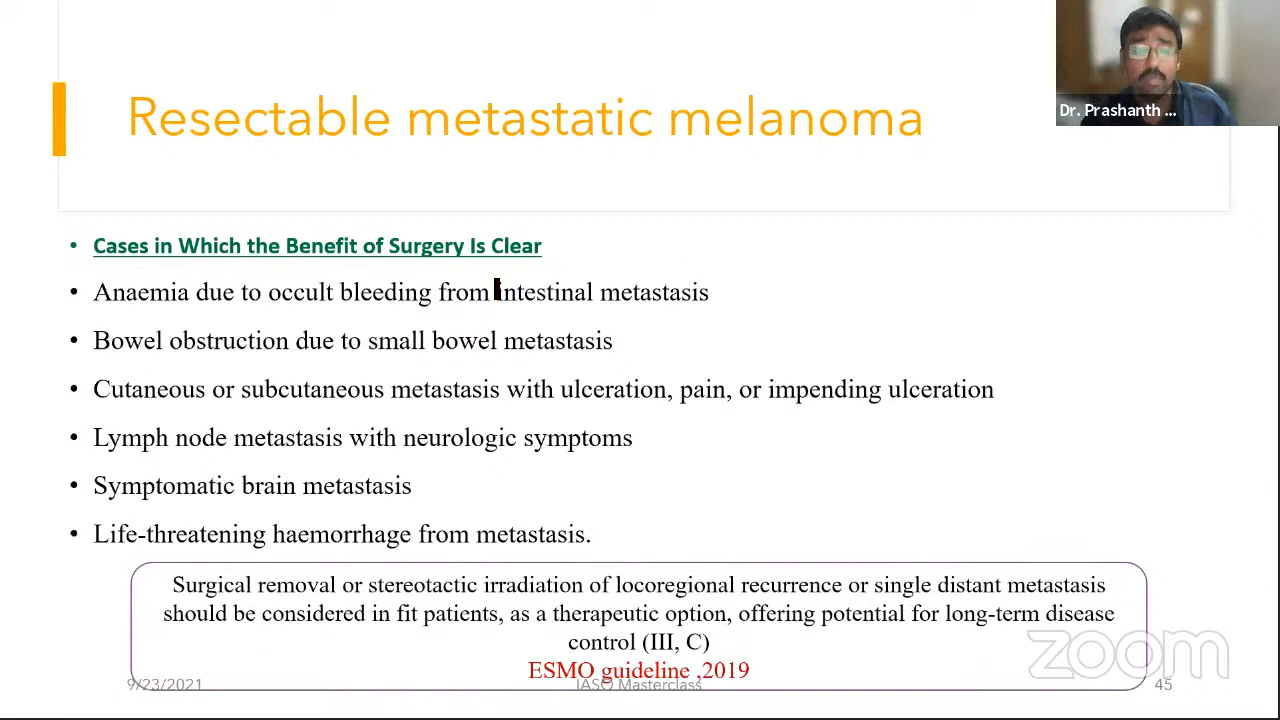 Dr. Prashanth ...
Resectable metastatic melanoma
• Cases in Which the Benefit of Surgery Is Clear
• Anaemia due to occult bleeding from intestinal metastasis
• Bowel obstruction due to small bowel metastasis
• Cutaneous or subcutaneous metastasis with ulceration, pain, or impending ulceration
• Lymph node metastasis with neurologic symptoms
• Symptomatic brain metastasis
• Life-threatening haemorrhage from metastasis.
Surgical removal or stereotactic irradiation of locoregional recurrence or single distant metastasis
should be considered in fit patients, as a therapeutic option, offering potential for long-term disease
control (III, C)
ESMO guideline ,2019
zoom
9/23/2021
IASO Masterclass
45